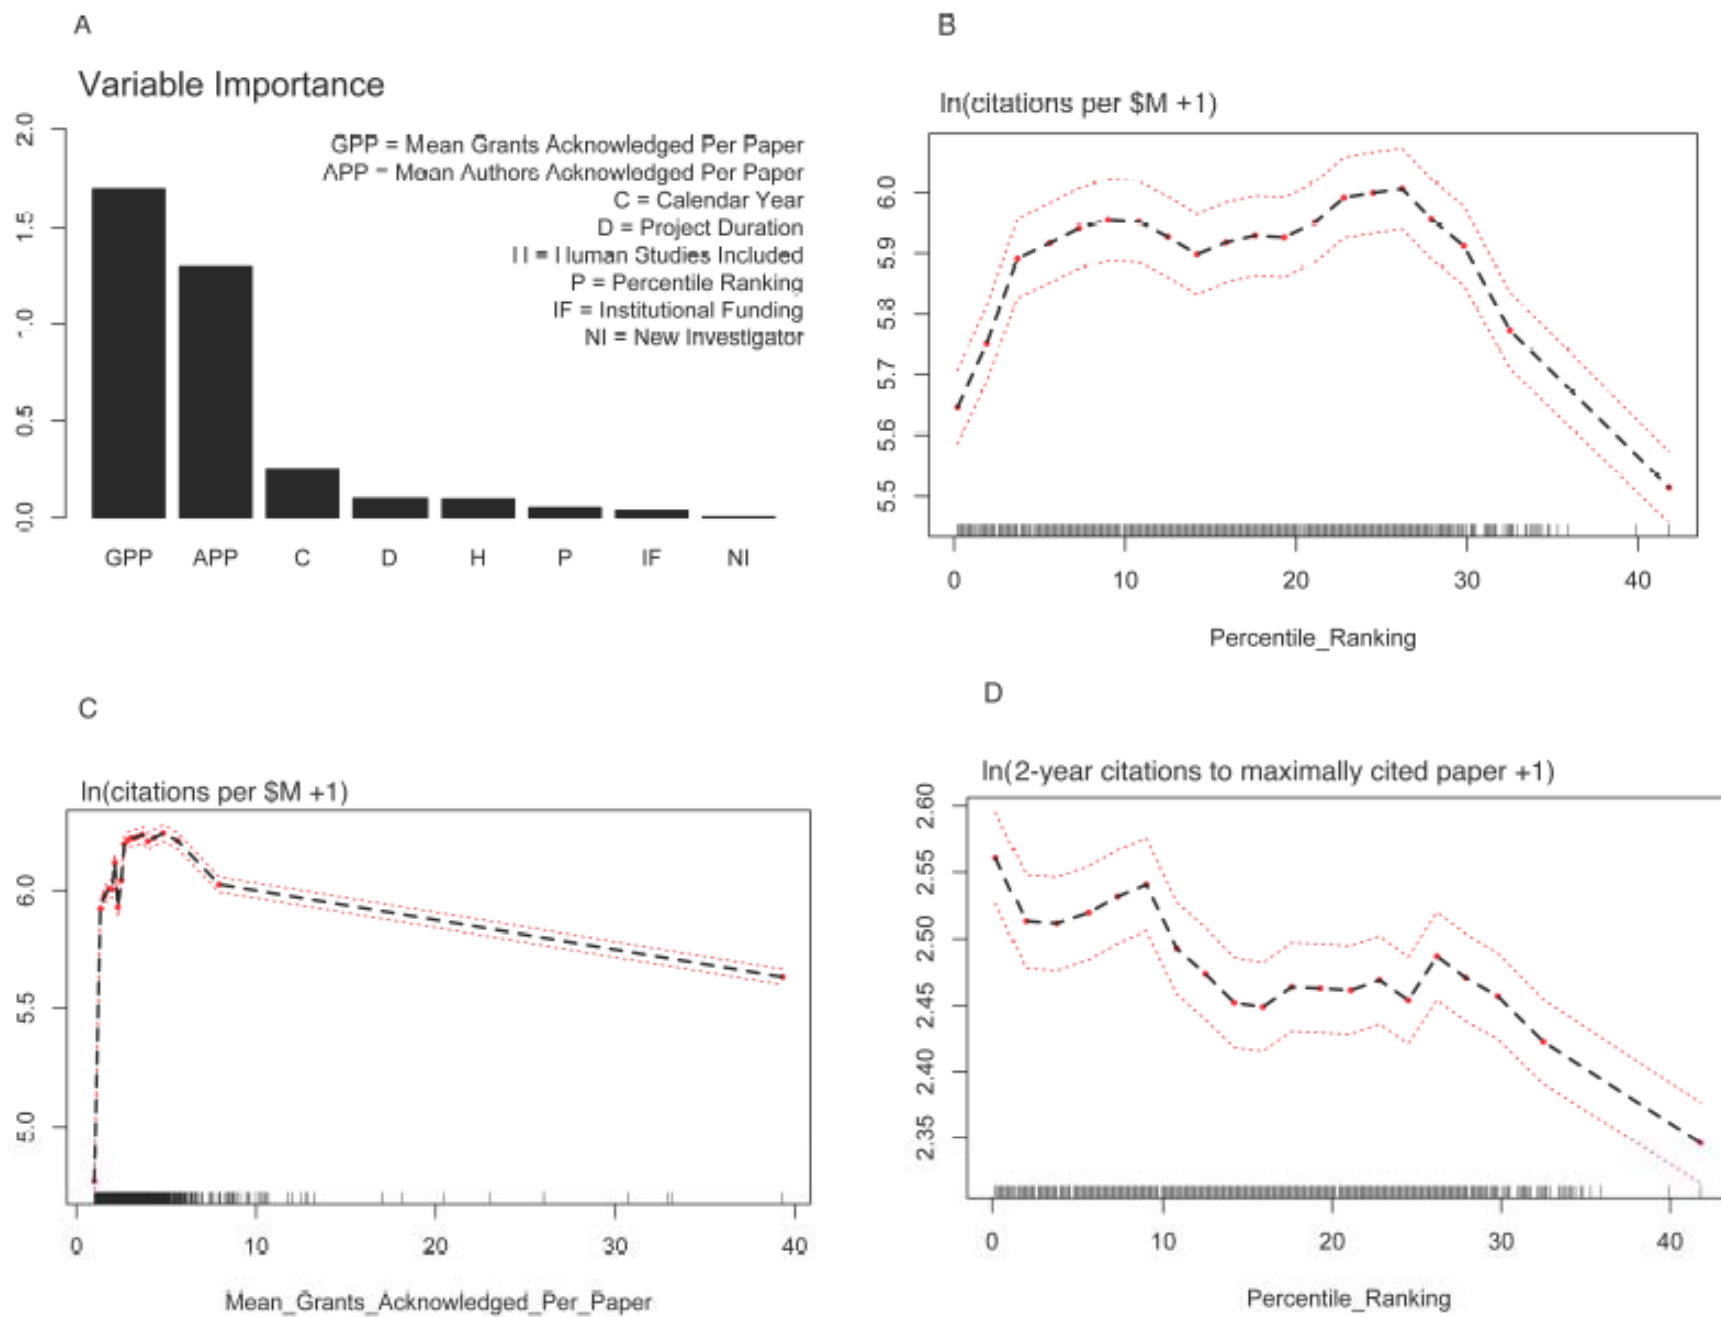 A
Variable Importance
GPP = Mean Grants Acknowledged Per Paper
APP = Mean Authors Acknowledged Per Paper
C = Calendar Year
D = Project Duration
H = Human Studies Included
P = Percentile Ranking
IF = Institutional Funding
NI = New Investigator
2.0
1.5
1.0
0.5
0.0
GPP APP C D H P IF NI
B
ln(citations per $M +1)
6.0
5.9
5.8
5.7
5.6
5.5
0 10 20 30 40
Percentile_Ranking
C
ln(citations per $M +1)
6.0
5.5
5.0
0 10 20 30 40
Mean_Grants_Acknowledged_Per_Paper
D
ln(2-year citations to maximally cited paper +1)
2.60
2.55
2.50
2.45
2.40
2.35
0 10 20 30 40
Percentile_Ranking